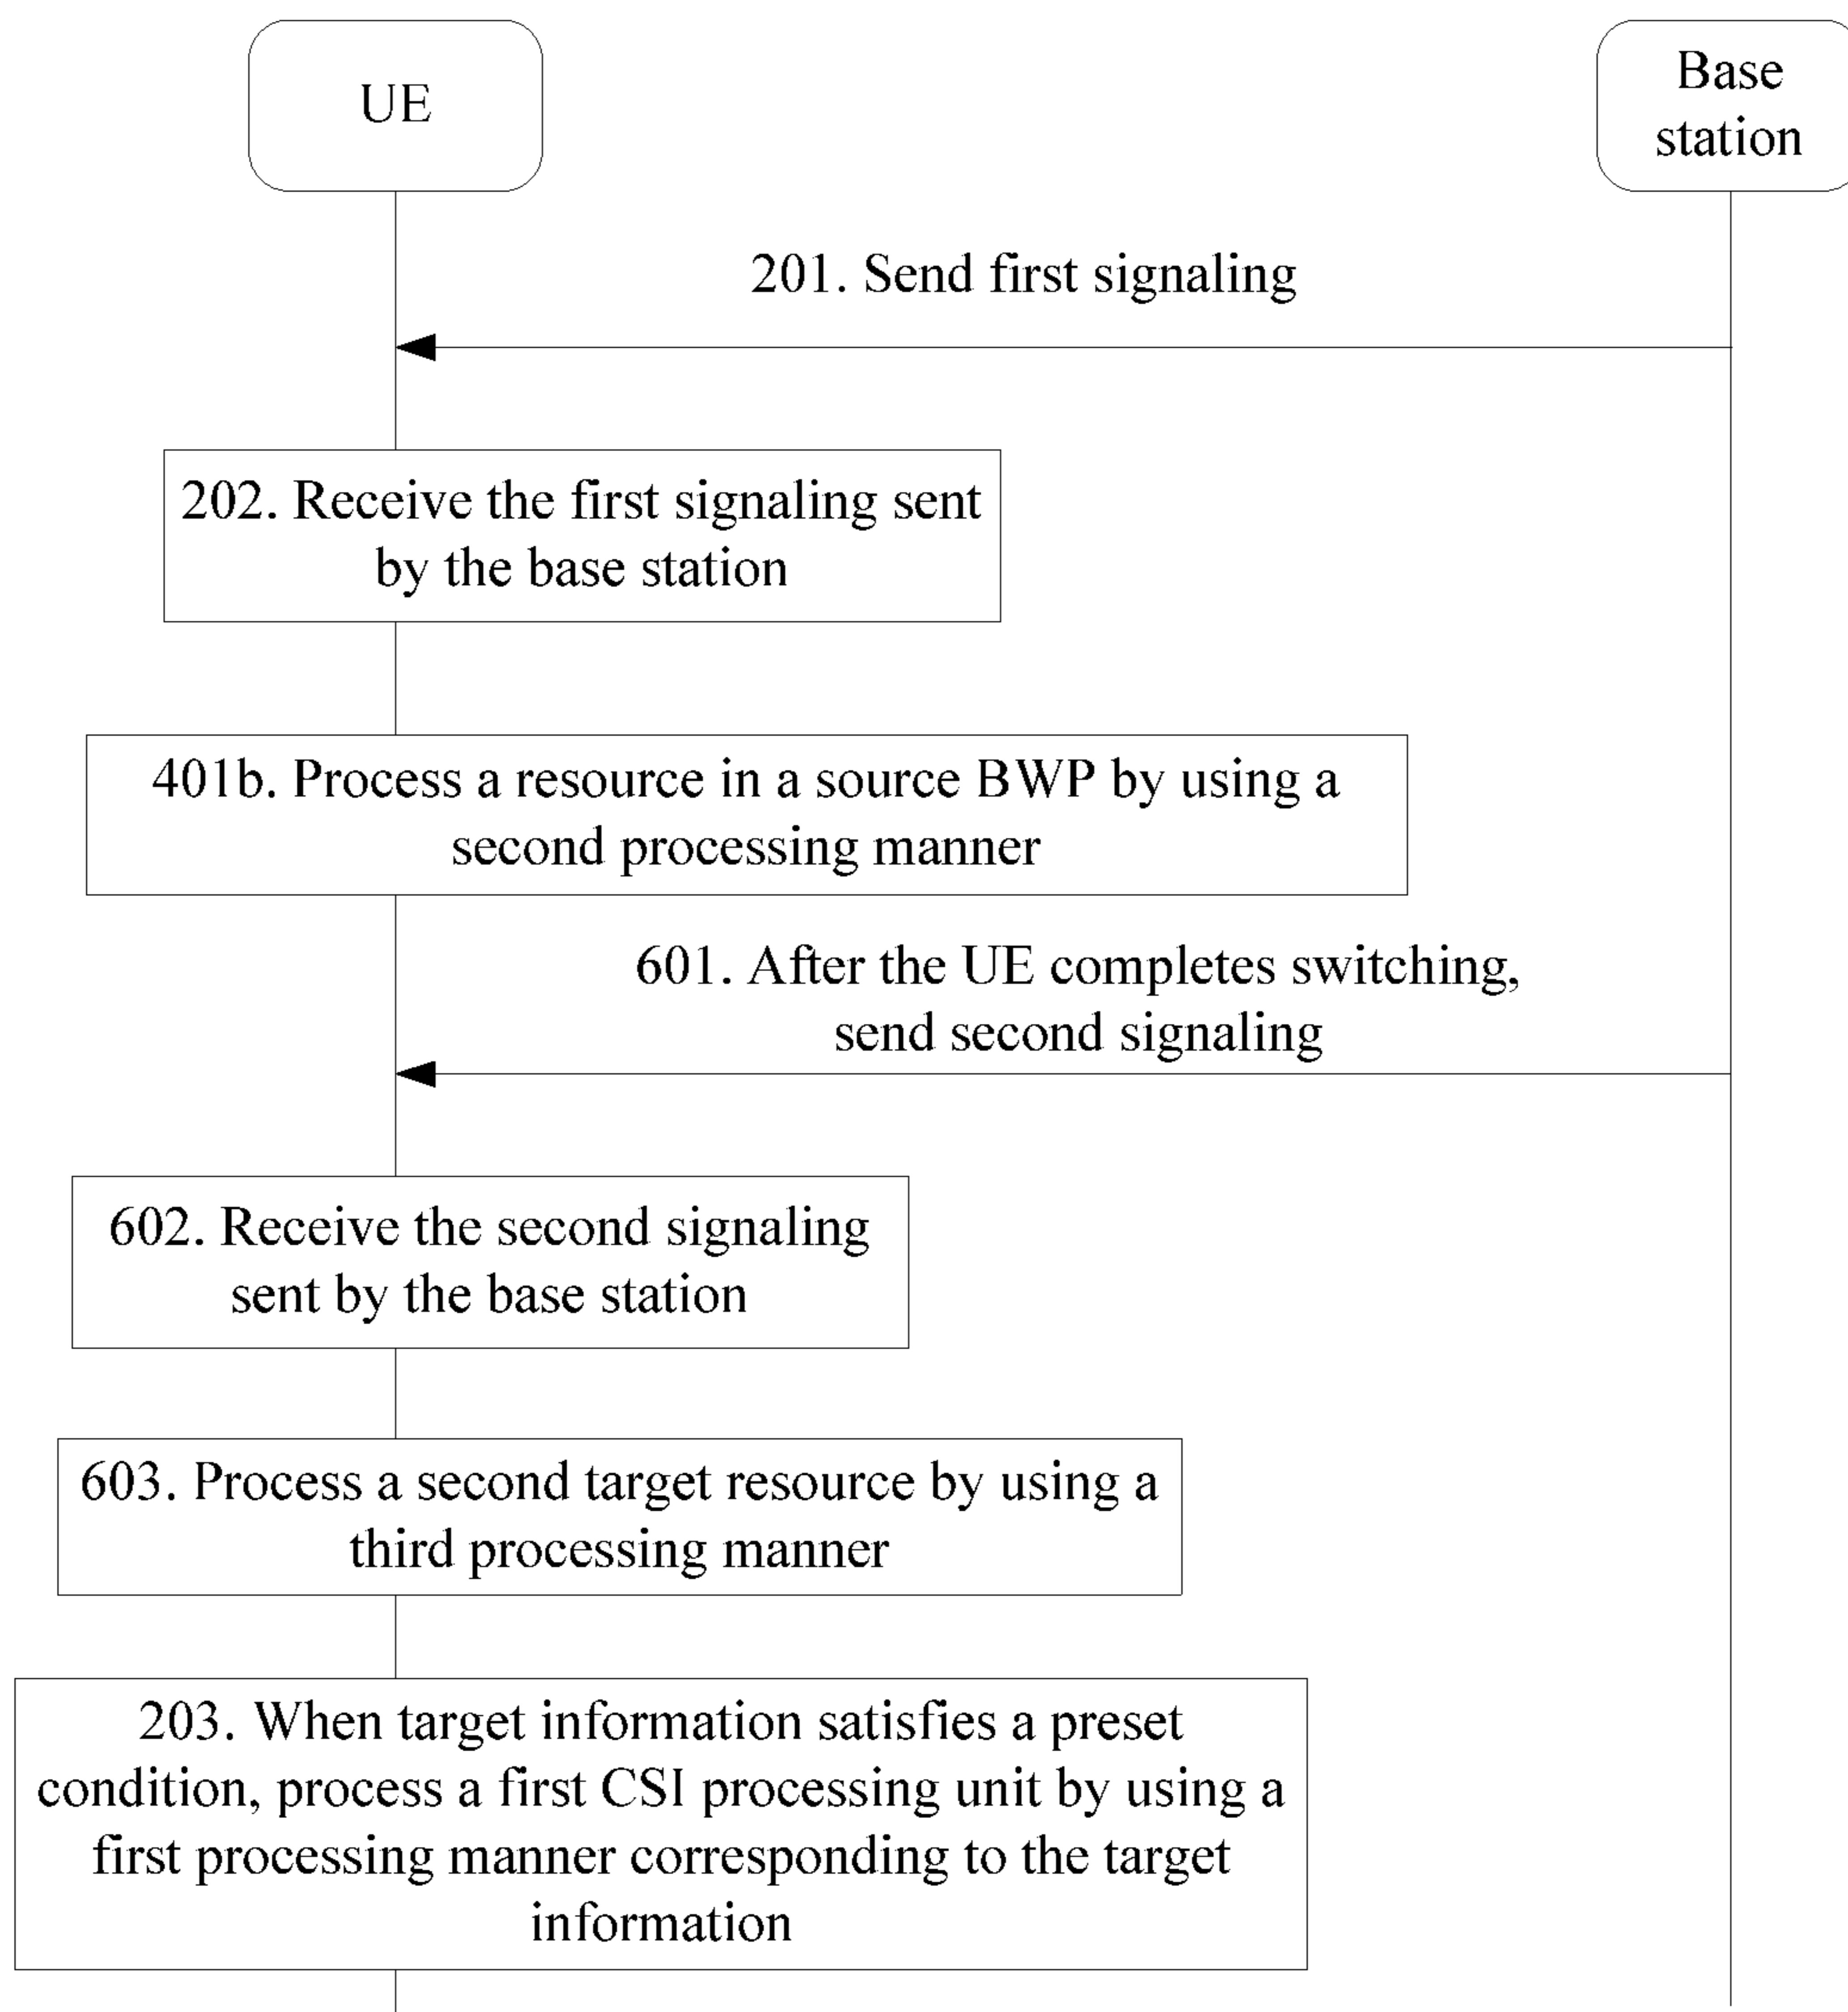 UE
Base
station
201. Send first signaling
202. Receive the first signaling sent
by the base station
401b. Process a resource in a source BWP by using a
second processing manner
601. After the UE completes switching,
send second signaling
602. Receive the second signaling
sent by the base station
603. Process a second target resource by using a
third processing manner
203. When target information satisfies a preset
condition, process a first CSI processing unit by using a
first processing manner corresponding to the target
information